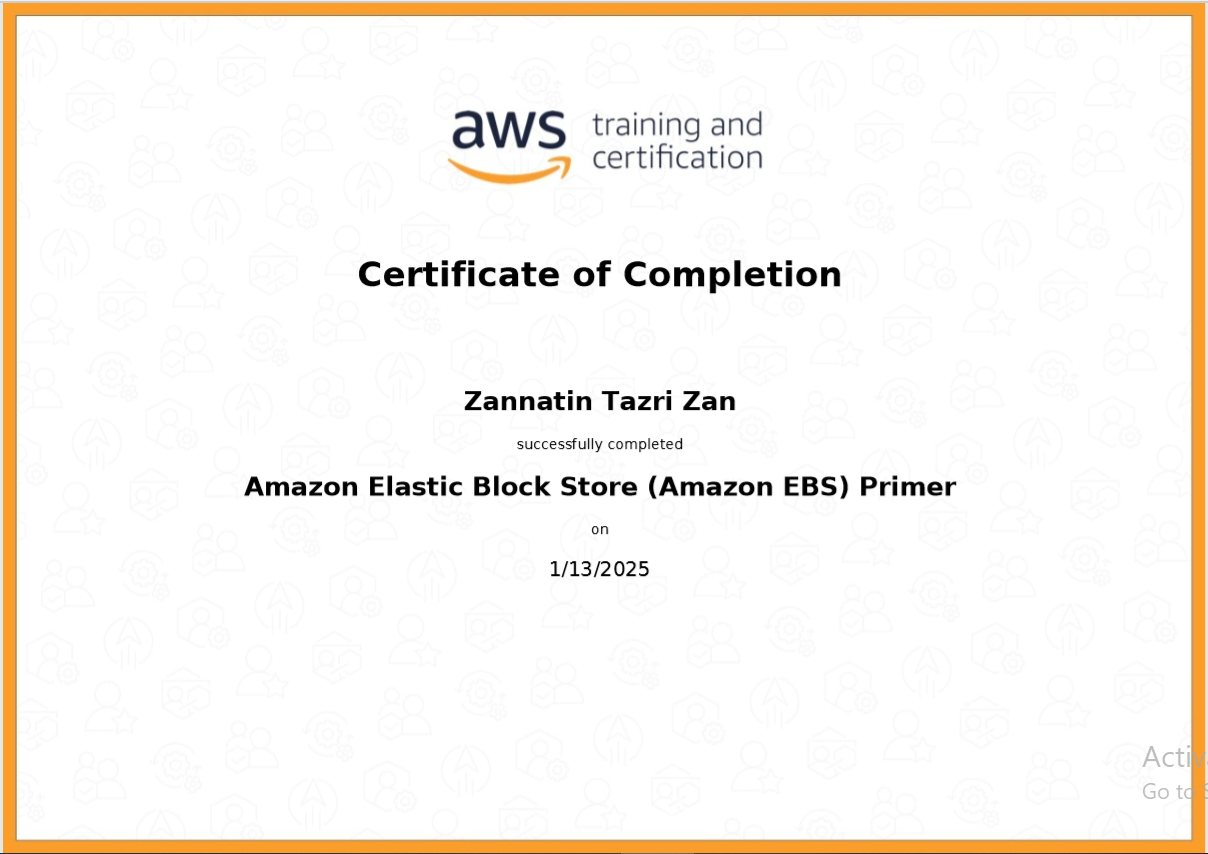 aws training and
certification
Certificate of Completion
Zannatin Tazri Zan
successfully completed
Amazon Elastic Block Store (Amazon EBS) Primer
on
1/13/2025
Go to